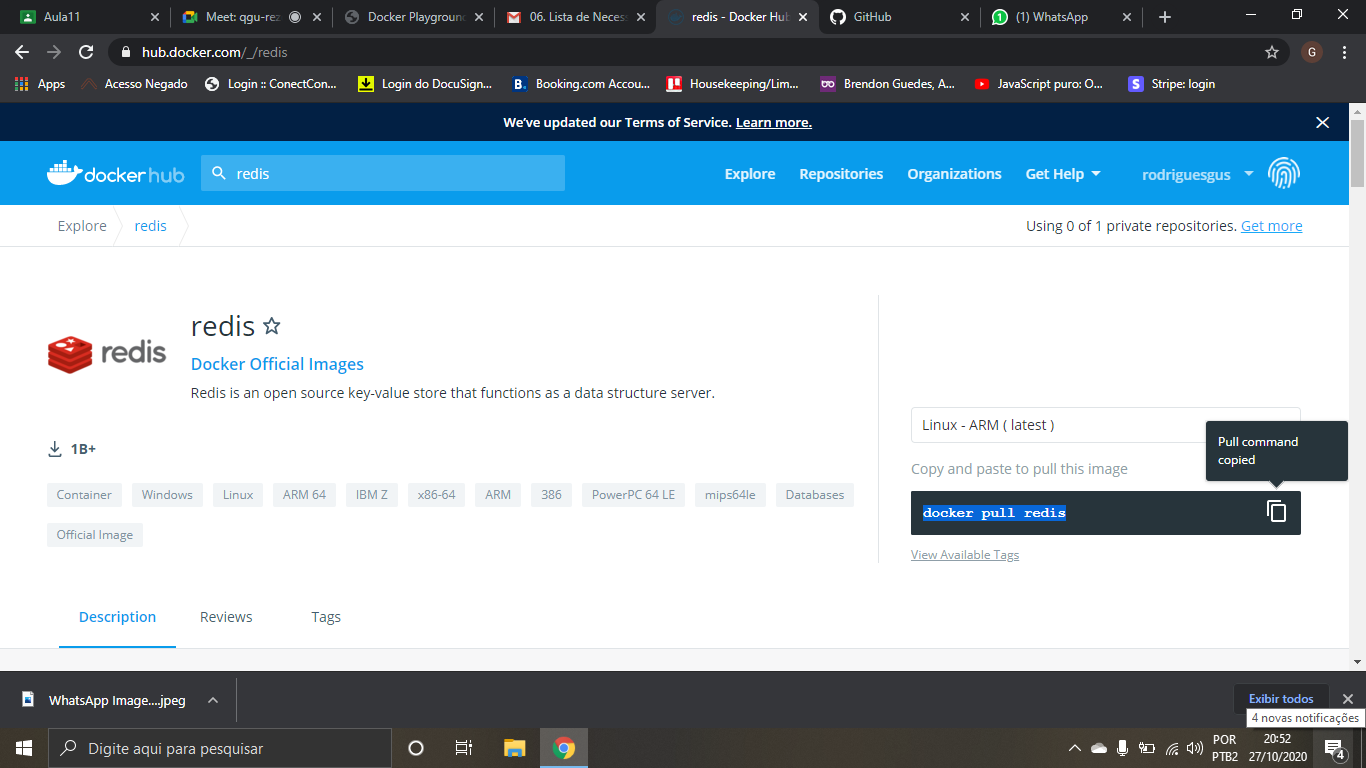 Aula11
Meet: qgu-rez
Docker Playground
06. Lista de Necess
redis - Docker Hub
GitHub
(1) WhatsApp
hub.docker.com/_/redis
G
Apps
Acesso Negado
Login :: ConectCon...
Login do DocuSign...
Booking.com Accou...
Housekeeping/Lim...
Brendon Guedes, A...
JavaScript puro: O...
Stripe: login
We've updated our Terms of Service. Learn more.
docker hub
redis
Explore
Repositories
Organizations
Get Help
rodriguesgus
Explore
redis
Using 0 of 1 private repositories. Get more
redis
redis
Docker Official Images
Redis is an open source key-value store that functions as a data structure server.
1B+
Container
Windows
Linux
ARM 64
IBM Z
x86-64
ARM
386
PowerPC 64 LE
mips64le
Databases
Official Image
Linux - ARM ( latest )
Pull command
copied
Copy and paste to pull this image
docker pull redis
View Available Tags
Description
Reviews
Tags
WhatsApp Image....jpeg
Exibir todos
4 novas notificações
Digite aqui para pesquisar
POR
PTB2
20:52
27/10/2020
4